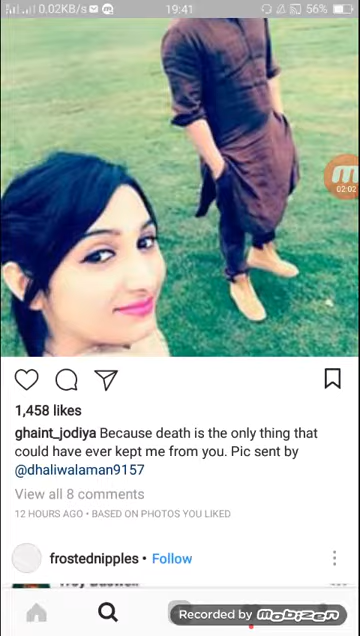 0.02KB/s 19:41 56%
02:02
1,458 likes
ghaint_jodiya Because death is the only thing that
could have ever kept me from you. Pic sent by
@dhaliwalaman9157
View all 8 comments
12 HOURS AGO • BASED ON PHOTOS YOU LIKED
frostednipples • Follow
Recorded by mobizen